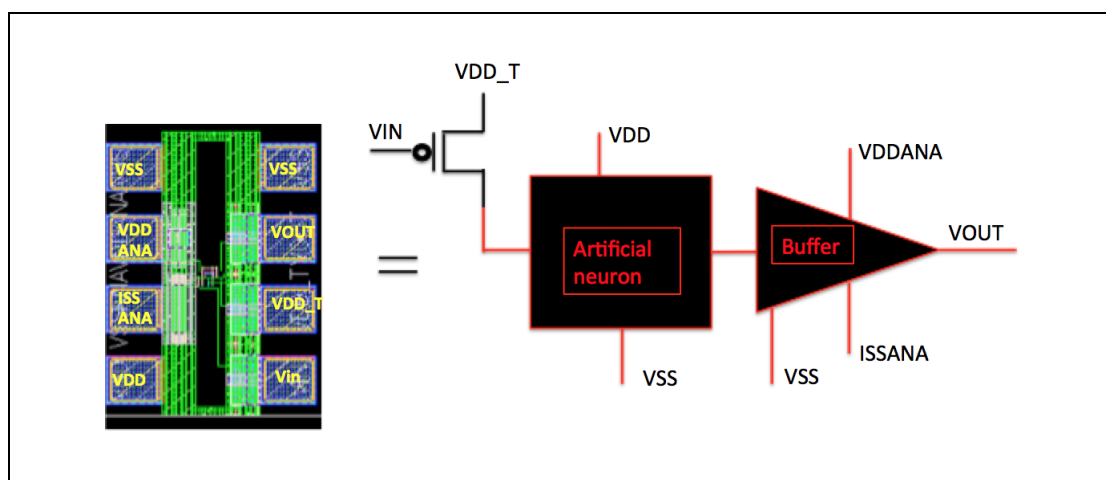 VDD_T
VIN
VDD
VDDANA
VSS
VSS
VDD
ANA
VOUT
VOUT
Artificial
neuron
Buffer
=
ISS
ANA
VDD_T
ISSANA
VDD
Vin
VSS
VSS